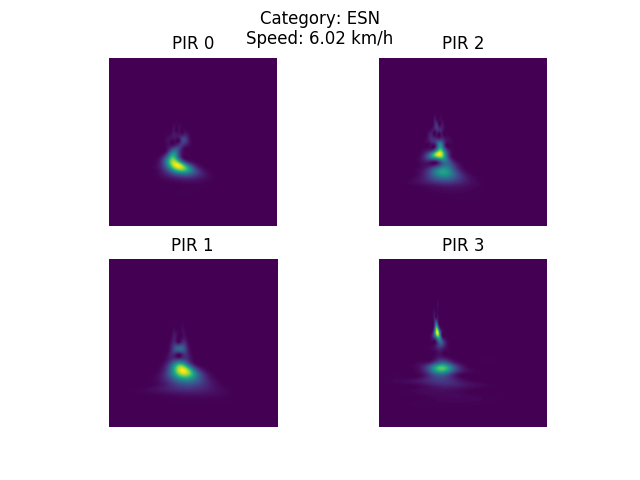 Category: ESN
Speed: 6.02 km/h
PIR 0
PIR 2
PIR 1
PIR 3